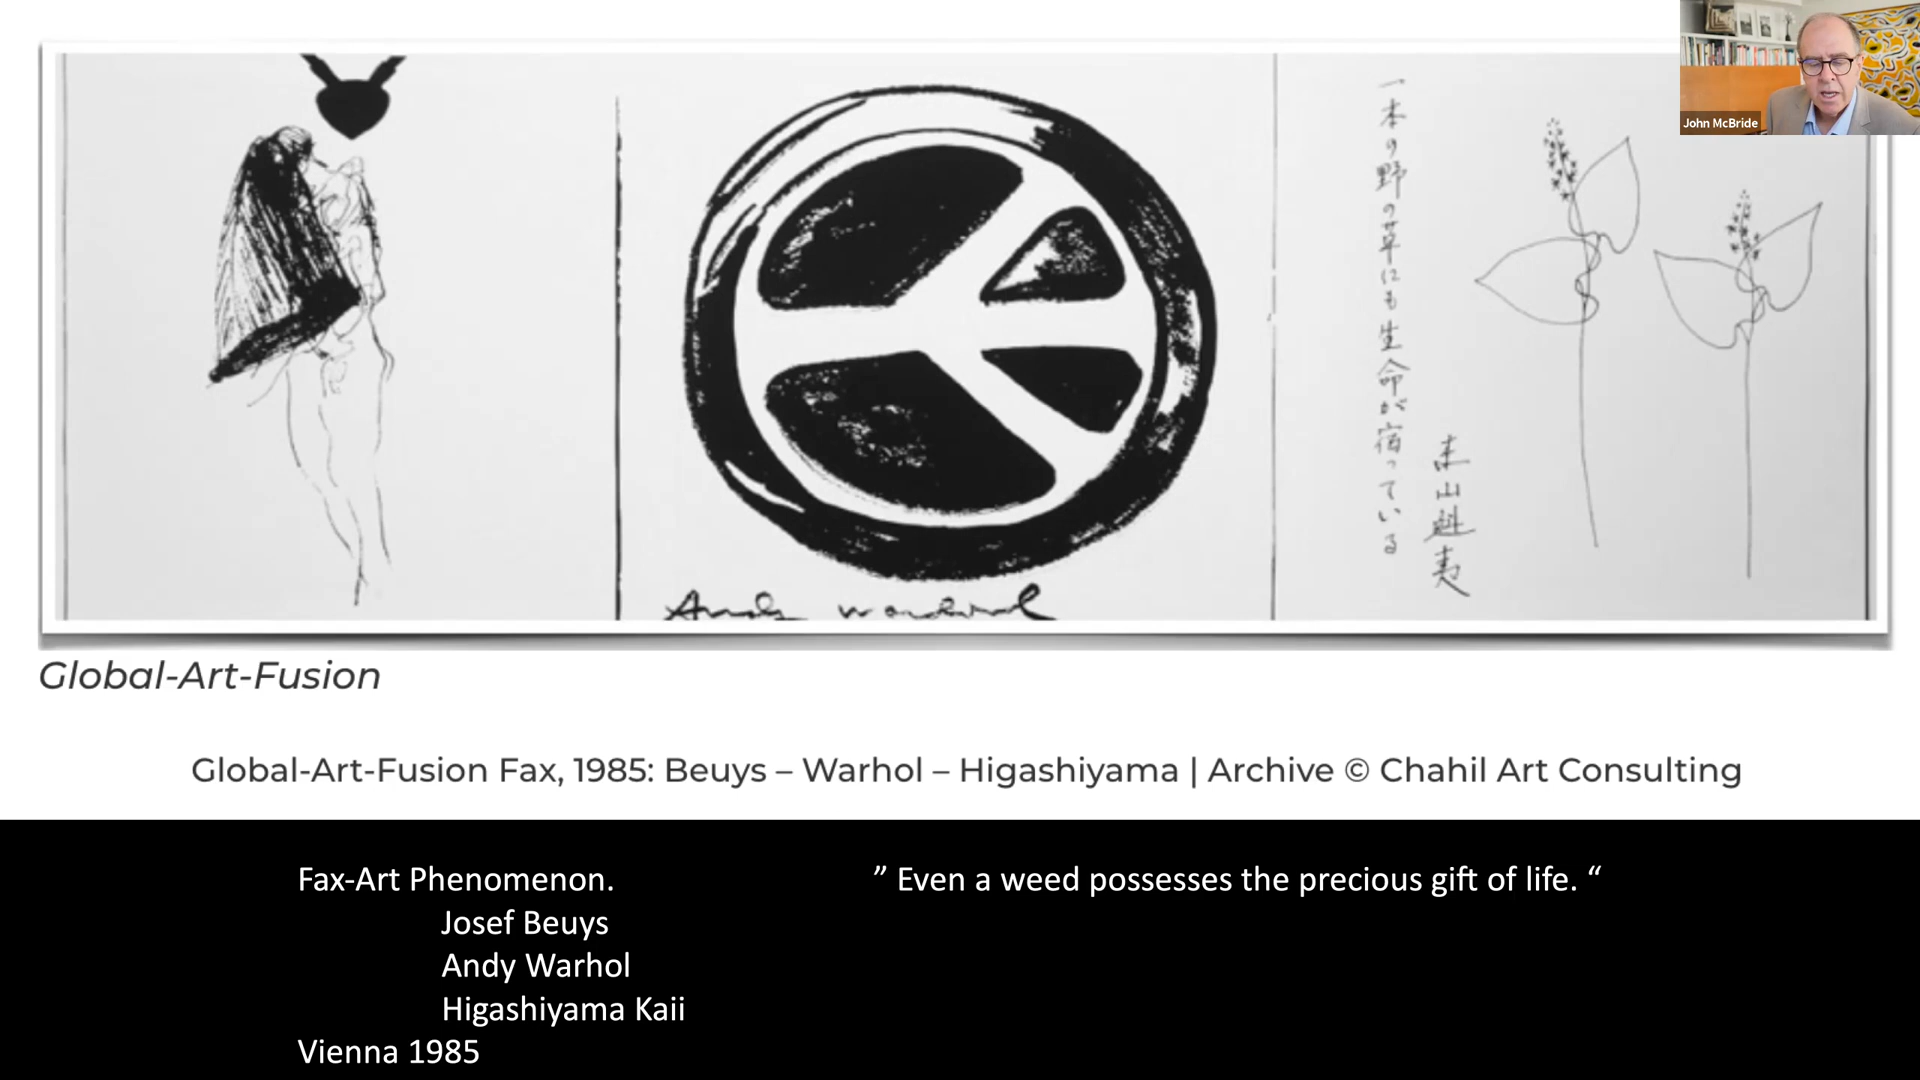 John McBride
一本の野の草にも生命が宿っている
東山魁夷
Andy Warhol
Global-Art-Fusion
Global-Art-Fusion Fax, 1985: Beuys – Warhol – Higashiyama | Archive © Chahil Art Consulting
Fax-Art Phenomenon.
Josef Beuys
Andy Warhol
Higashiyama Kaii
Vienna 1985
” Even a weed possesses the precious gift of life. “